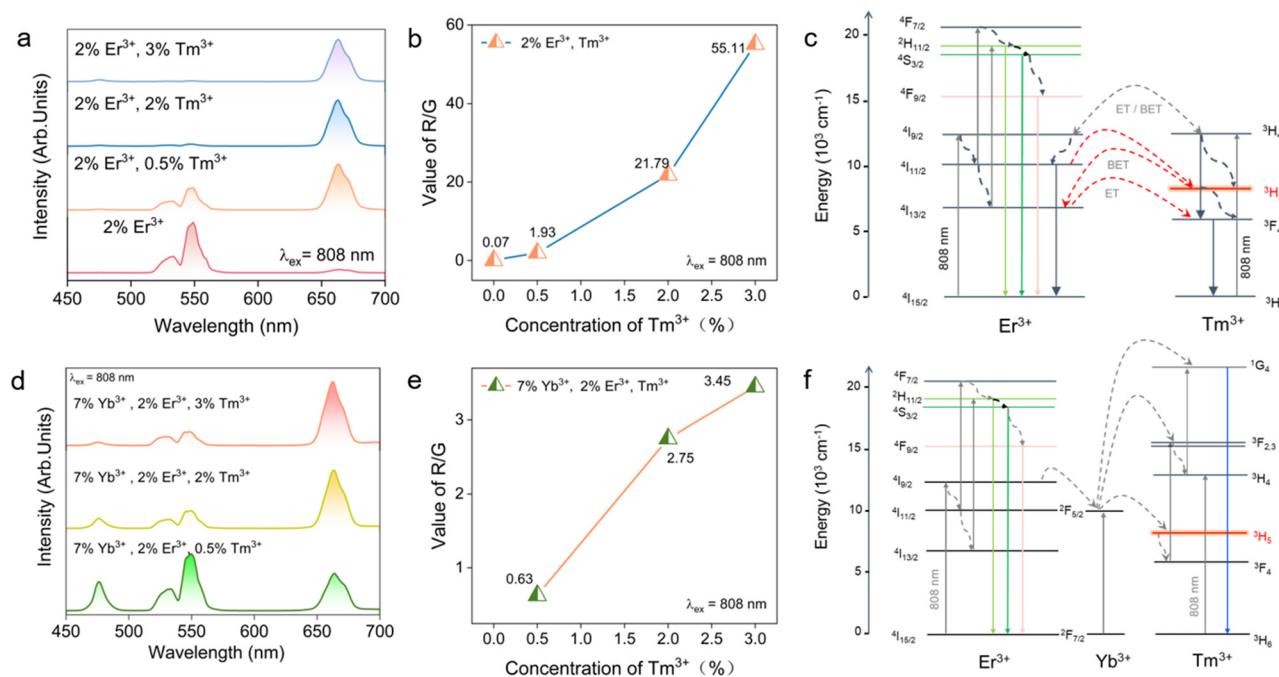 a
2% Er³⁺, 3% Tm³⁺
2% Er³⁺, 2% Tm³⁺
2% Er³⁺, 0.5% Tm³⁺
2% Er³⁺
λex= 808 nm
Intensity (Arb.Units)
450 500 550 600 650 700
Wavelength (nm)
b
2% Er³⁺, Tm³⁺
60
40
20
0
Value of R/G
0.07
1.93
21.79
55.11
λex = 808 nm
0.0 0.5 1.0 1.5 2.0 2.5 3.0
Concentration of Tm³⁺ (%)
c
20
15
10
5
0
Energy (10³ cm⁻¹)
⁴F7/2
²H11/2
⁴S3/2
⁴F9/2
⁴I9/2
⁴I11/2
⁴I13/2
⁴I15/2
808 nm
ET / BET
BET
ET
808 nm
³H
³H
³F
³H
Er³⁺
Tm³⁺
d
λex = 808 nm
7% Yb³⁺ , 2% Er³⁺, 3% Tm³⁺
7% Yb³⁺ , 2% Er³⁺, 2% Tm³⁺
7% Yb³⁺ , 2% Er³⁺, 0.5% Tm³⁺
Intensity (Arb.Units)
450 500 550 600 650 700
Wavelength (nm)
e
7% Yb³⁺, 2% Er³⁺, Tm³⁺
3
2
1
Value of R/G
0.63
2.75
3.45
λex = 808 nm
0.0 0.5 1.0 1.5 2.0 2.5 3.0
Concentration of Tm³⁺ (%)
f
20
15
10
5
0
Energy (10³ cm⁻¹)
⁴F7/2
²H11/2
⁴S3/2
⁴F9/2
⁴I9/2
⁴I11/2
⁴I13/2
⁴I15/2
808 nm
²F5/2
²F7/2
808 nm
¹G4
³F2,3
³H4
³H5
³F4
³H6
Er³⁺
Yb³⁺
Tm³⁺